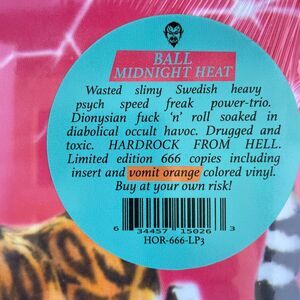 BALL
MIDNIGHT HEAT
Wasted slimy Swedish heavy
psych speed freak power-trio.
Dionysian fuck 'n' roll soaked in
diabolical occult havoc. Drugged and
toxic. HARDROCK FROM HELL.
Limited edition 666 copies including
insert and vomit orange colored vinyl.
Buy at your own risk!
6 34457 15026 3
HOR-666-LP3